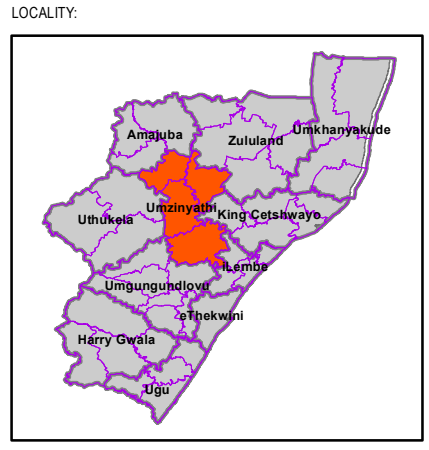 LOCALITY:
Amajuba
Zululand
Umkhanyakude
Uthukela
Umzinyathi
King Cetshwayo
iLembe
Umgungundlovu
eThekwini
Harry Gwala
Ugu